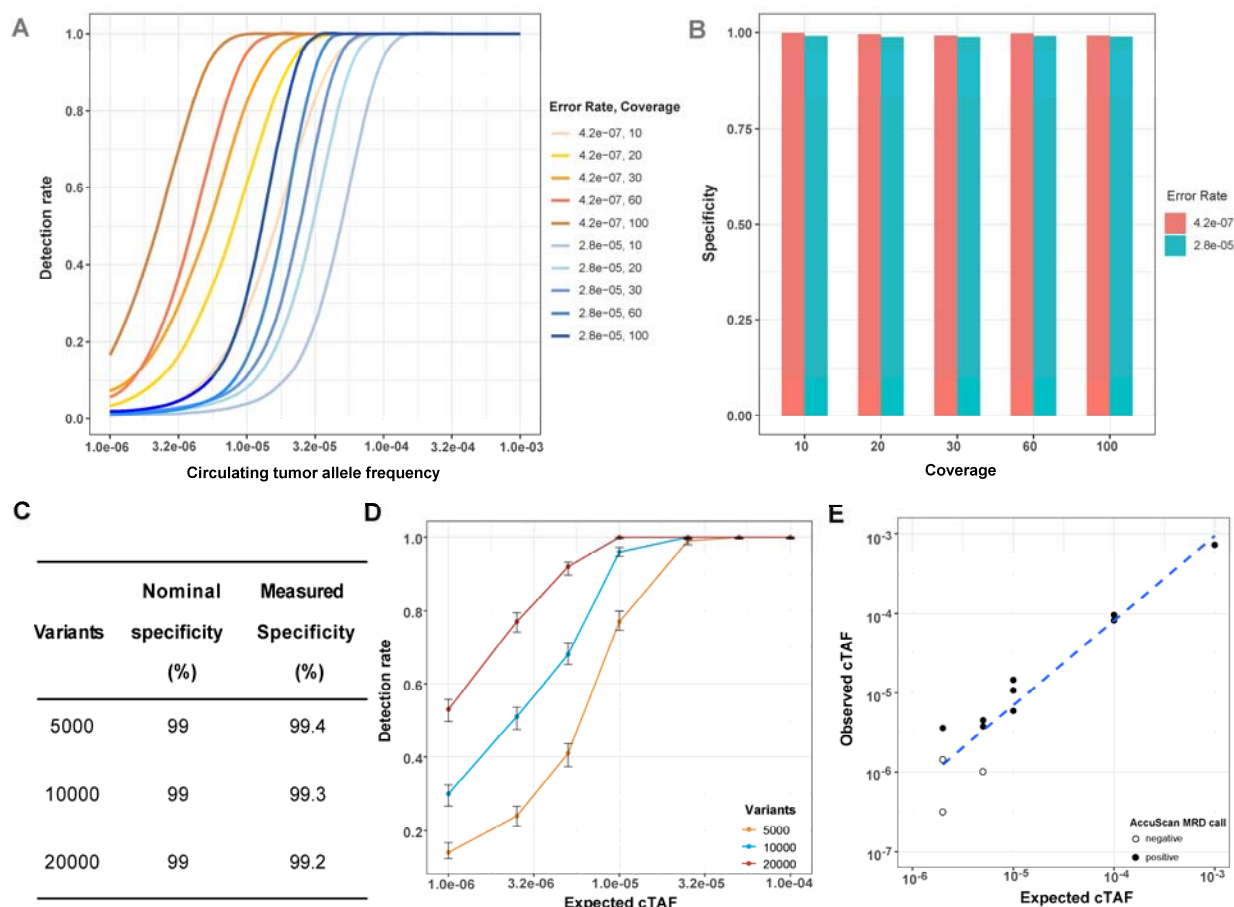 A
1.0
0.8
0.6
0.4
0.2
0.0
Detection rate
1.0e-06
3.2e-06
1.0e-05
3.2e-05
1.0e-04
3.2e-04
1.0e-03
Circulating tumor allele frequency
Error Rate, Coverage
4.2e-07, 10
4.2e-07, 20
4.2e-07, 30
4.2e-07, 60
4.2e-07, 100
2.8e-05, 10
2.8e-05, 20
2.8e-05, 30
2.8e-05, 60
2.8e-05, 100
B
1.00
0.75
0.50
0.25
0.00
Specificity
10
20
30
60
100
Coverage
Error Rate
4.2e-07
2.8e-05
C
Variants
Nominal
specificity
(%)
Measured
Specificity
(%)
5000 99 99.4
10000 99 99.3
20000 99 99.2
D
1.0
0.8
0.6
0.4
0.2
Detection rate
1.0e-06
3.2e-06
1.0e-05
3.2e-05
1.0e-04
Expected cTAF
Variants
5000
10000
20000
E
10-3
10-4
10-5
10-6
10-7
Observed cTAF
10-6
10-5
10-4
10-3
Expected cTAF
AccuScan MRD call
negative
positive